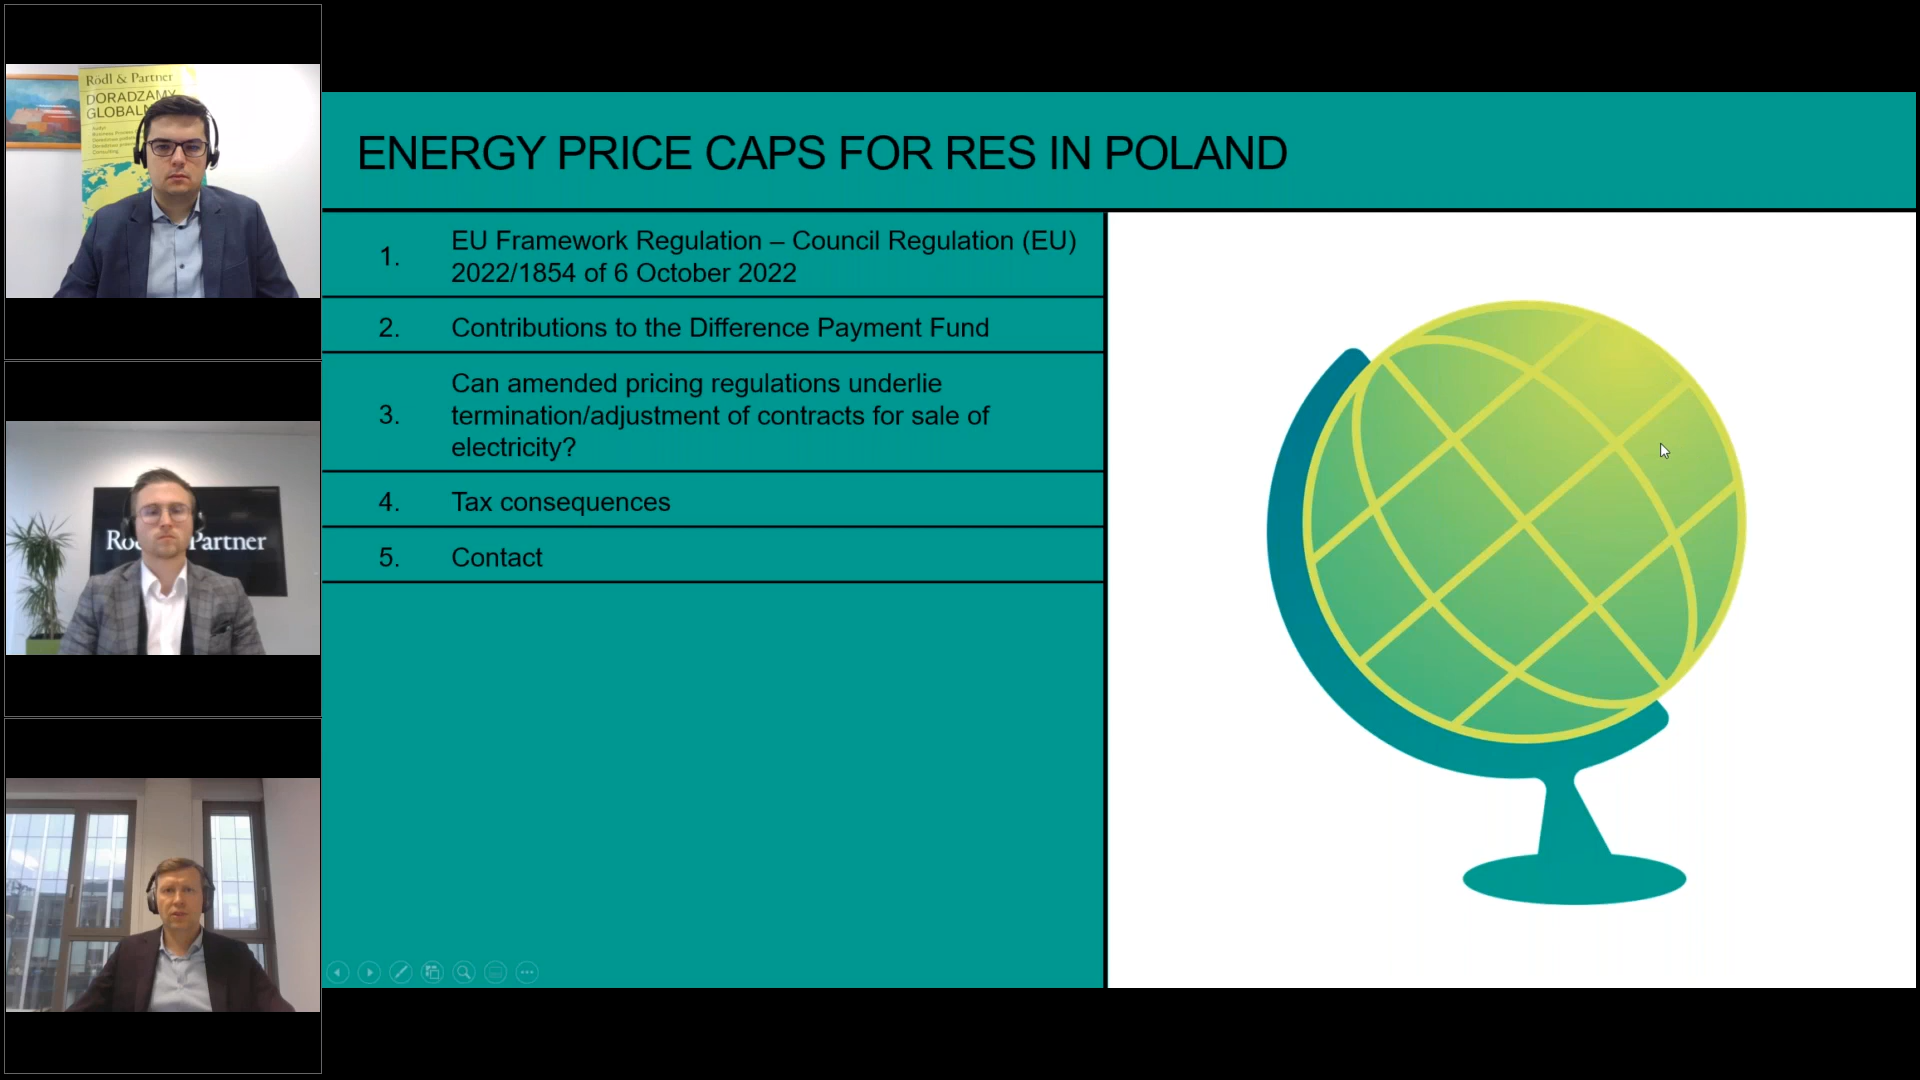 Rödl & Partner
DORADZAMY
GLOBALN
Partner
ENERGY PRICE CAPS FOR RES IN POLAND
1. EU Framework Regulation – Council Regulation (EU)
2022/1854 of 6 October 2022
2. Contributions to the Difference Payment Fund
3. Can amended pricing regulations underlie
termination/adjustment of contracts for sale of
electricity?
4. Tax consequences
5. Contact